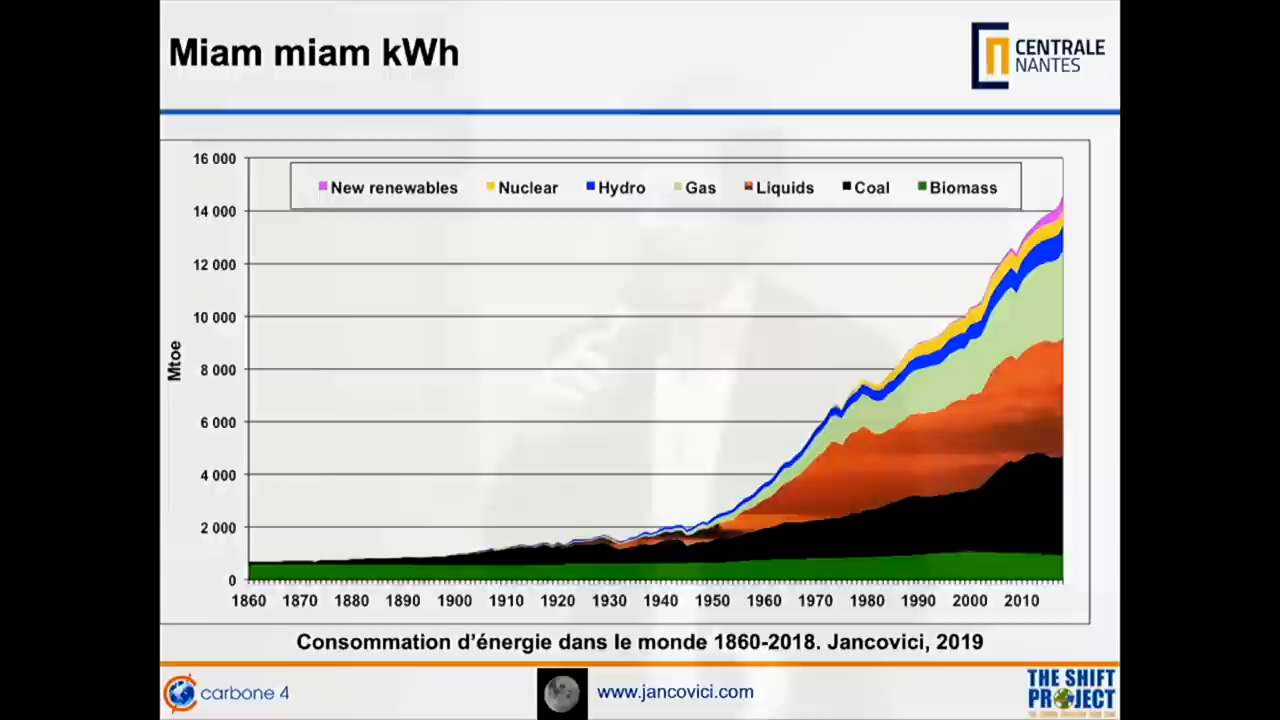 Miam miam kWh
CENTRALE
NANTES
16 000
14 000
12 000
10 000
8 000
6 000
4 000
2 000
0
Mtoe
New renewables Nuclear Hydro Gas Liquids Coal Biomass
1860 1870 1880 1890 1900 1910 1920 1930 1940 1950 1960 1970 1980 1990 2000 2010
Consommation d'énergie dans le monde 1860-2018. Jancovici, 2019
carbone 4
www.jancovici.com
THE SHIFT
PROJECT